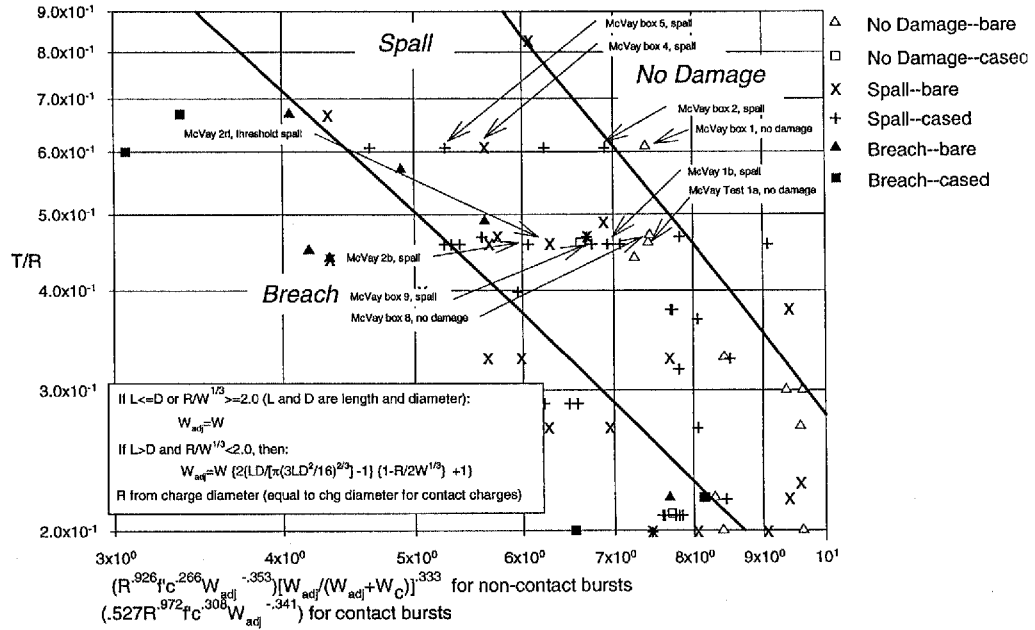 9.0x10⁻¹
8.0x10⁻¹
7.0x10⁻¹
6.0x10⁻¹
5.0x10⁻¹
4.0x10⁻¹
3.0x10⁻¹
2.0x10⁻¹
T/R
Spall
No Damage
Breach
McVay box 5, spall
McVay box 4, spall
McVay box 2, spall
McVay box 1, no damage
McVay 2d, threshold spall
McVay 1b, spall
McVay Test 1a, no damage
McVay 2b, spall
McVay box 9, spall
McVay box 8, no damage
If L<=D or R/W^1/3>=2.0 (L and D are length and diameter):
W_adj=W
If L>D and R/W^1/3<2.0, then:
W_adj=W {2(LD/[π(3LD²/16)^2/3]-1} {1-R/2W^1/3} +1}
R from charge diameter (equal to chg diameter for contact charges)
3x10⁰ 4x10⁰ 5x10⁰ 6x10⁰ 7x10⁰ 8x10⁰ 9x10⁰ 10¹
(R^.926f'c^.266W_adj^-.353)[W_adj/(W_adj+W_C)]^.333 for non-contact bursts
(.527R^.972f'c^.308W_adj^-.341) for contact bursts
No Damage--bare
No Damage--cased
Spall--bare
Spall--cased
Breach--bare
Breach--cased